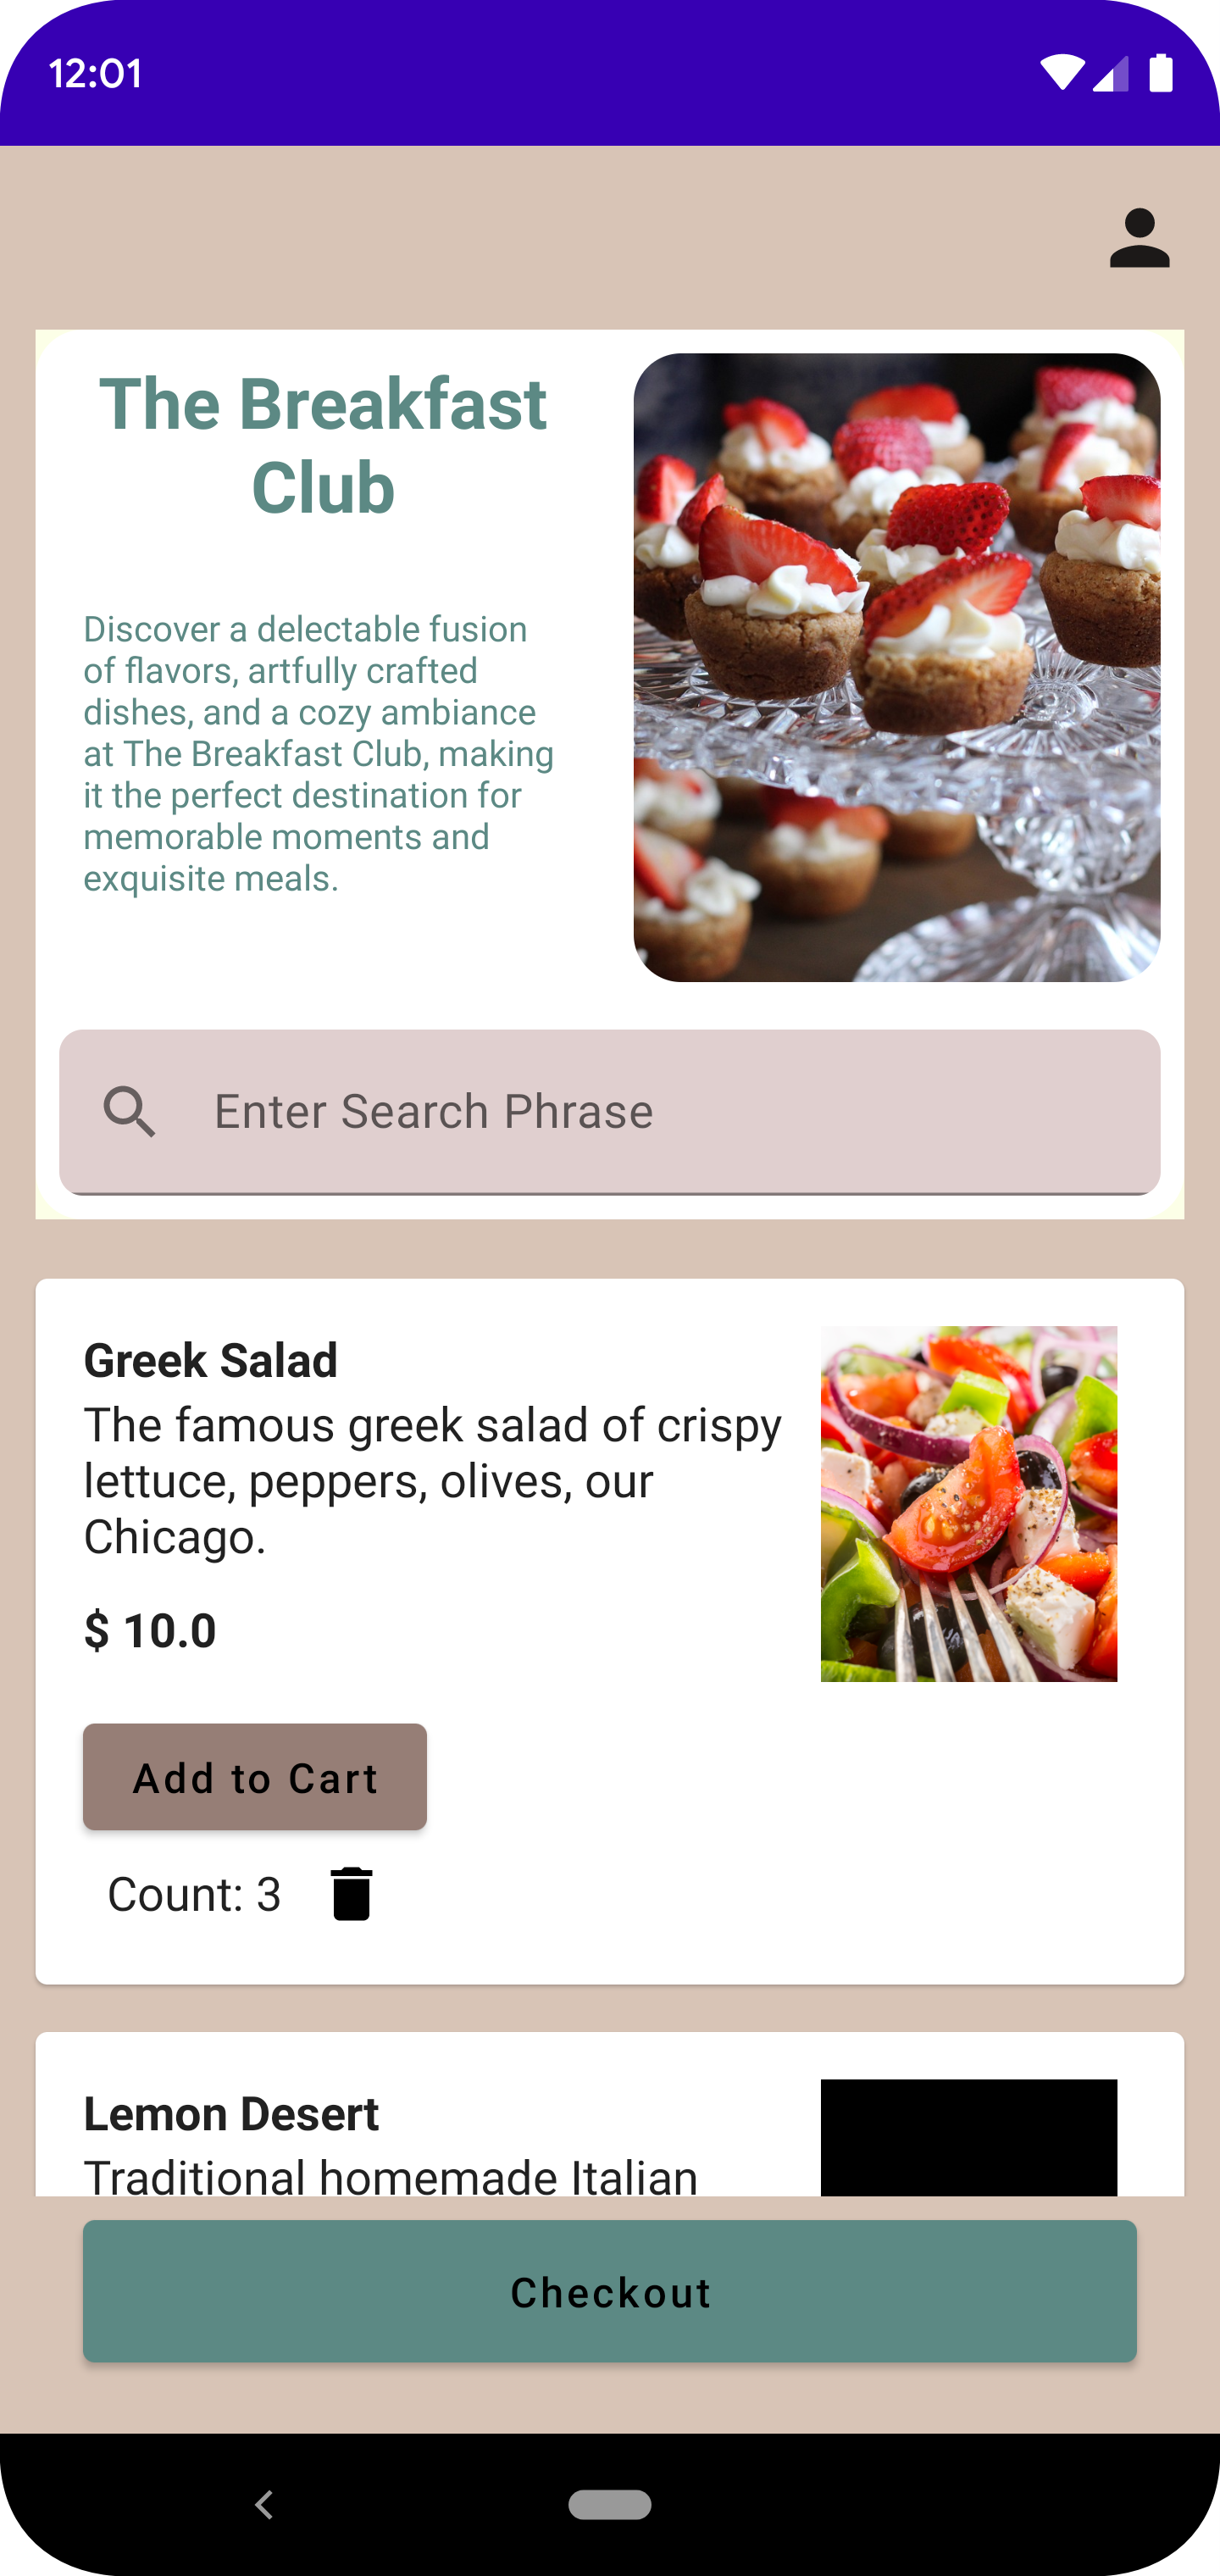 12:01
The Breakfast
Club
Discover a delectable fusion
of flavors, artfully crafted
dishes, and a cozy ambiance
at The Breakfast Club, making
it the perfect destination for
memorable moments and
exquisite meals.
Enter Search Phrase
Greek Salad
The famous greek salad of crispy
lettuce, peppers, olives, our
Chicago.
$ 10.0
Add to Cart
Count: 3
Lemon Desert
Traditional homemade Italian
Checkout